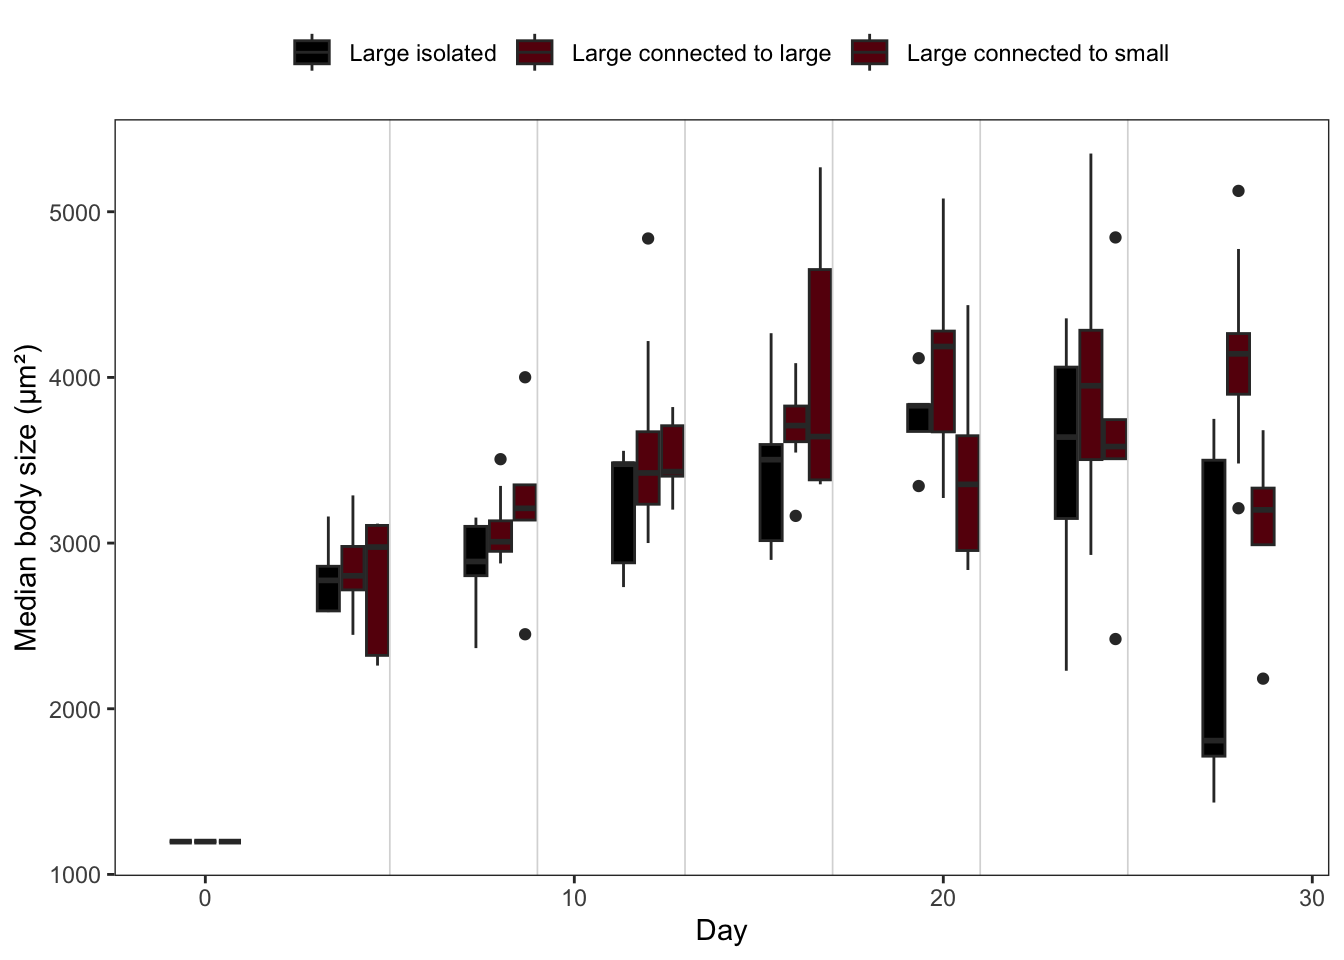 Large isolated Large connected to large Large connected to small
Median body size (μm²)
5000
4000
3000
2000
1000
0 10 20 30
Day